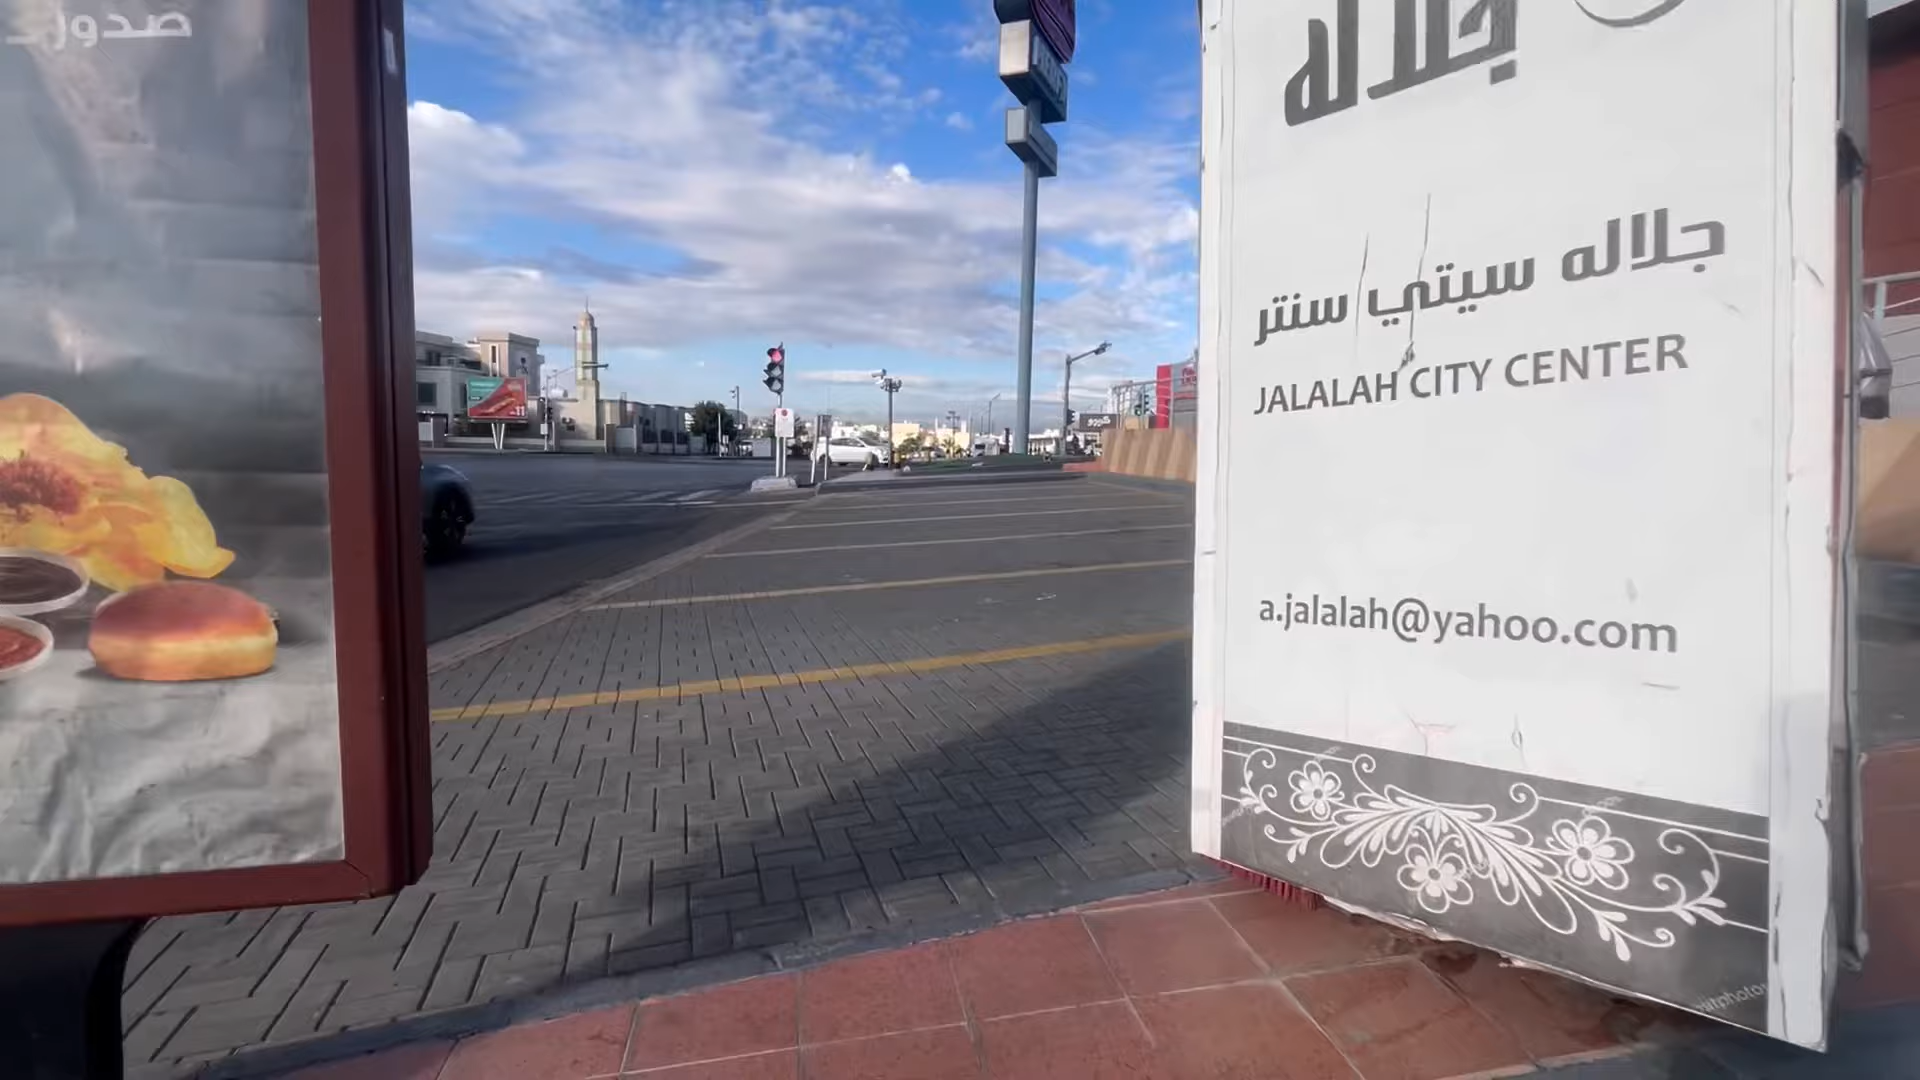 صدور
جلاله
جلاله سيتي سنتر
JALALAH CITY CENTER
a.jalalah@yahoo.com